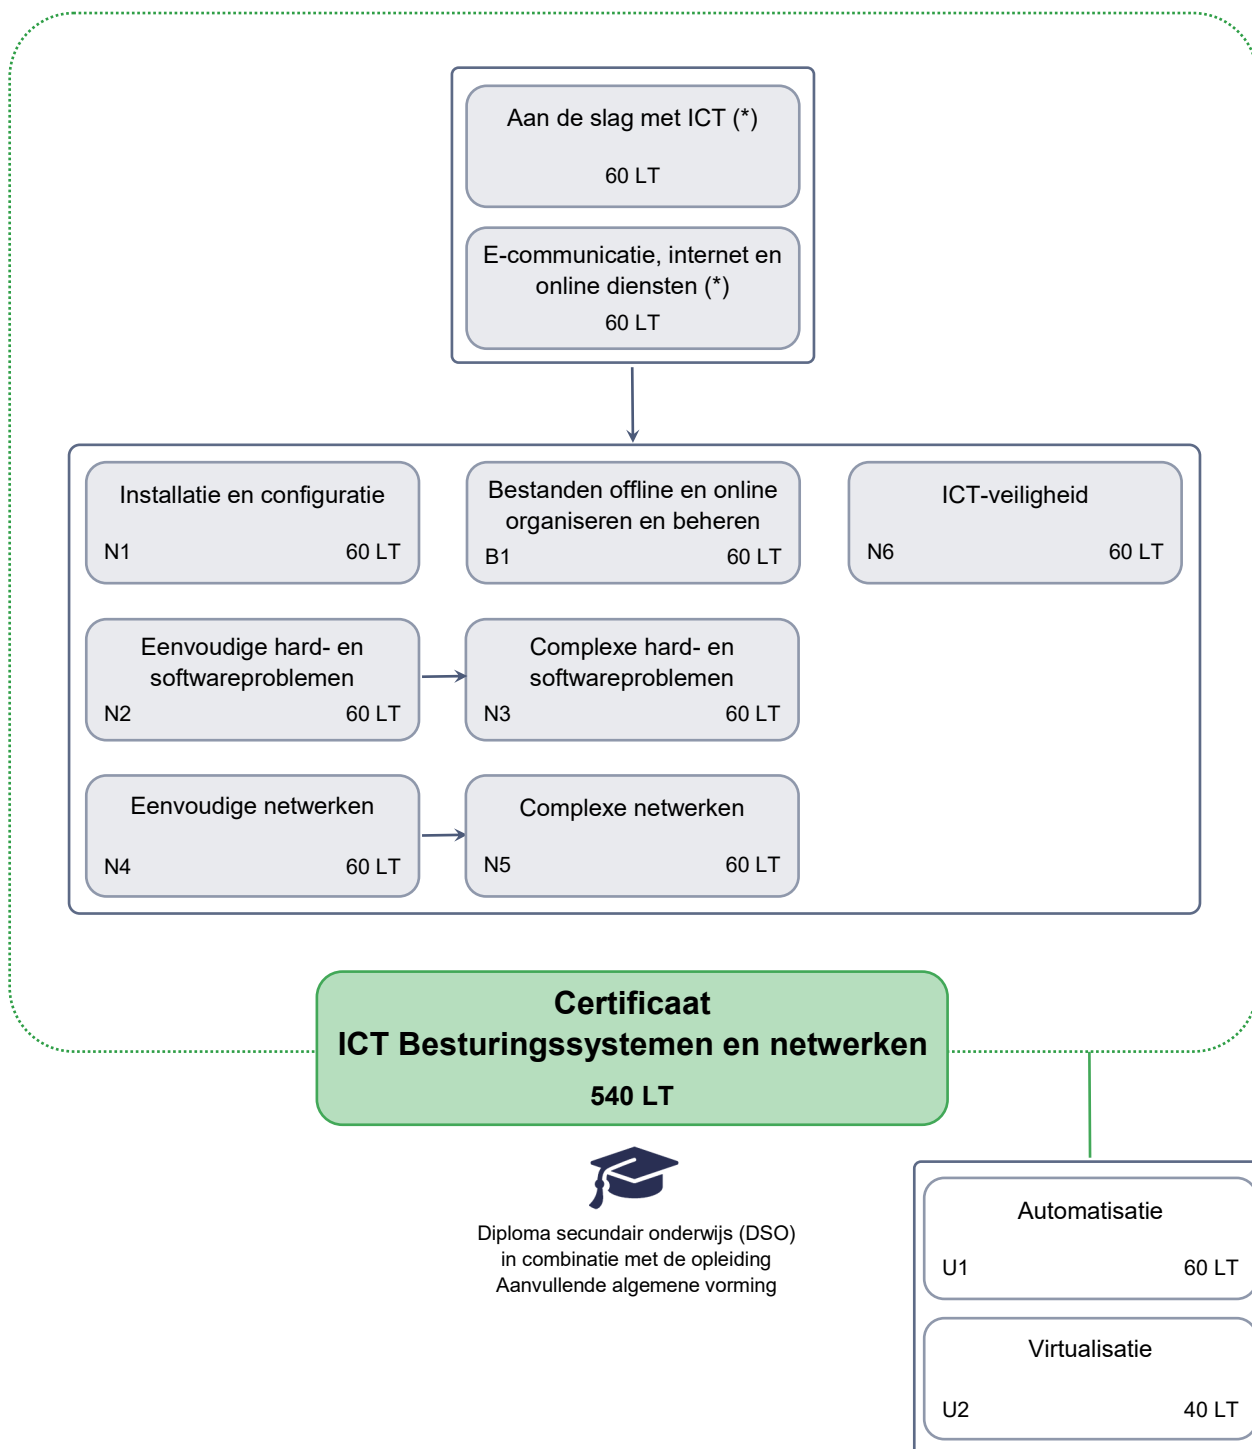 Aan de slag met ICT (*)
60 LT
E-communicatie, internet en
online diensten (*)
60 LT
Installatie en configuratie
N1 60 LT
Bestanden offline en online
organiseren en beheren
B1 60 LT
ICT-veiligheid
N6 60 LT
Eenvoudige hard- en
softwareproblemen
N2 60 LT
Complexe hard- en
softwareproblemen
N3 60 LT
Eenvoudige netwerken
N4 60 LT
Complexe netwerken
N5 60 LT
Certificaat
ICT Besturingssystemen en netwerken
540 LT
Diploma secundair onderwijs (DSO)
in combinatie met de opleiding
Aanvullende algemene vorming
Automatisatie
U1 60 LT
Virtualisatie
U2 40 LT